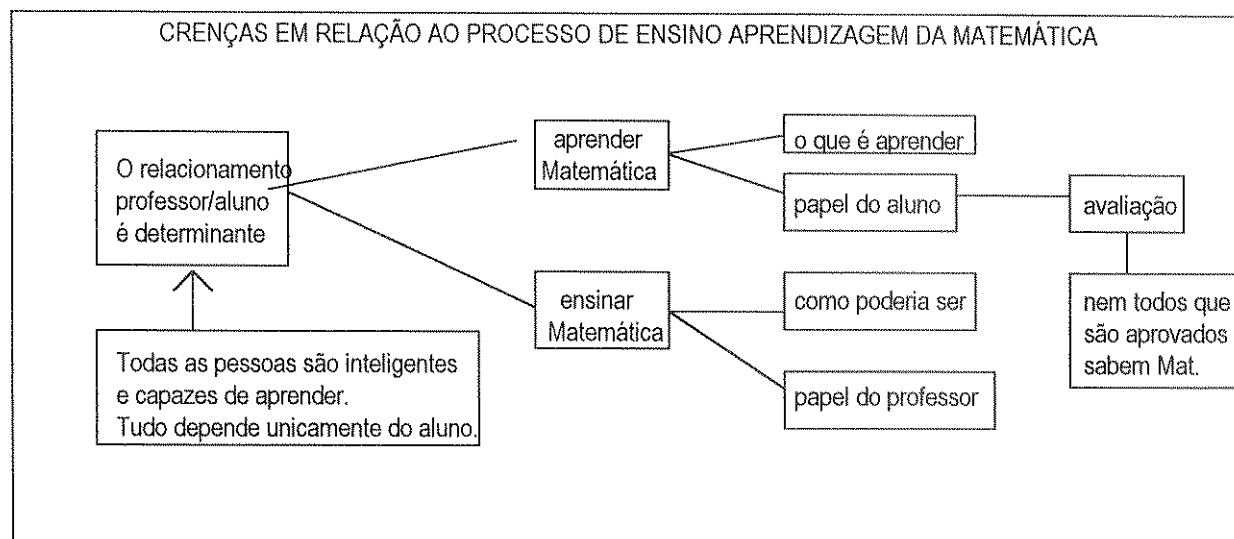 CRENÇAS EM RELAÇÃO AO PROCESSO DE ENSINO APRENDIZAGEM DA MATEMÁTICA
O relacionamento
professor/aluno
é determinante
Todas as pessoas são inteligentes
e capazes de aprender.
Tudo depende unicamente do aluno.
aprender
Matemática
ensinar
Matemática
o que é aprender
papel do aluno
como poderia ser
papel do professor
avaliação
nem todos que
são aprovados
sabem Mat.